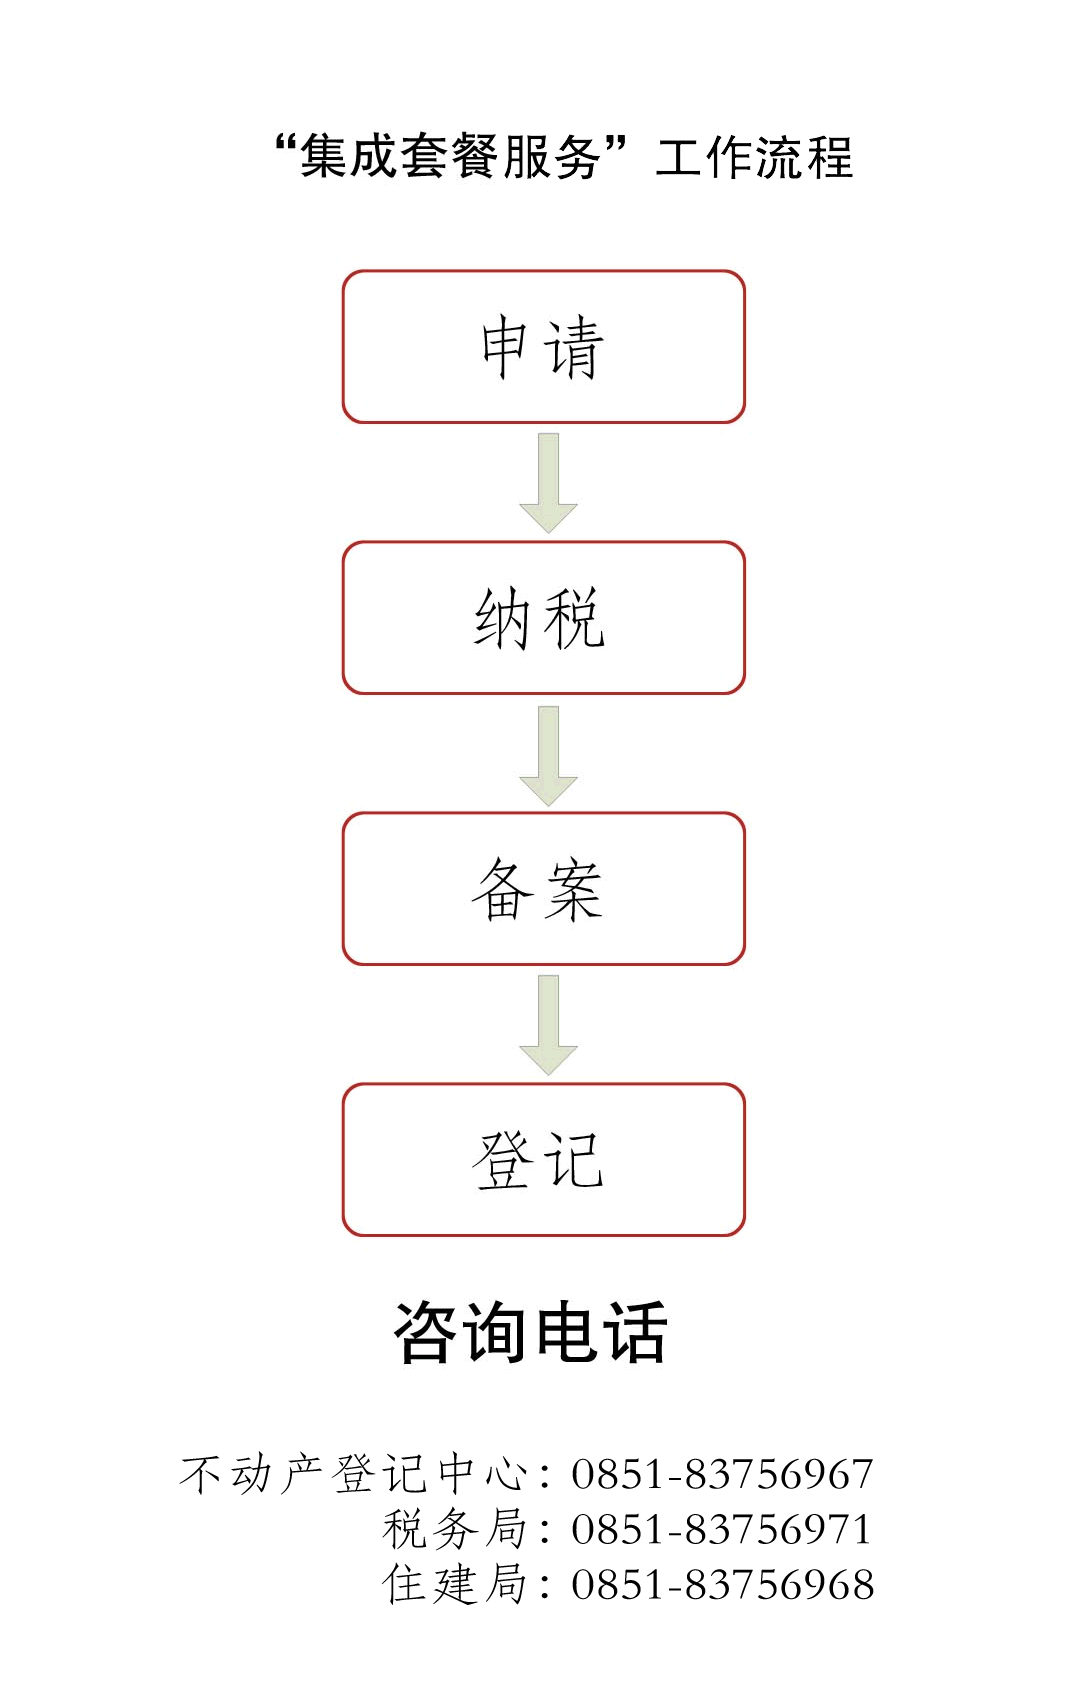 “集成套餐服务”工作流程
申请
纳税
备案
登记
咨询电话
不动产登记中心：0851-83756967
税务局：0851-83756971
住建局：0851-83756968